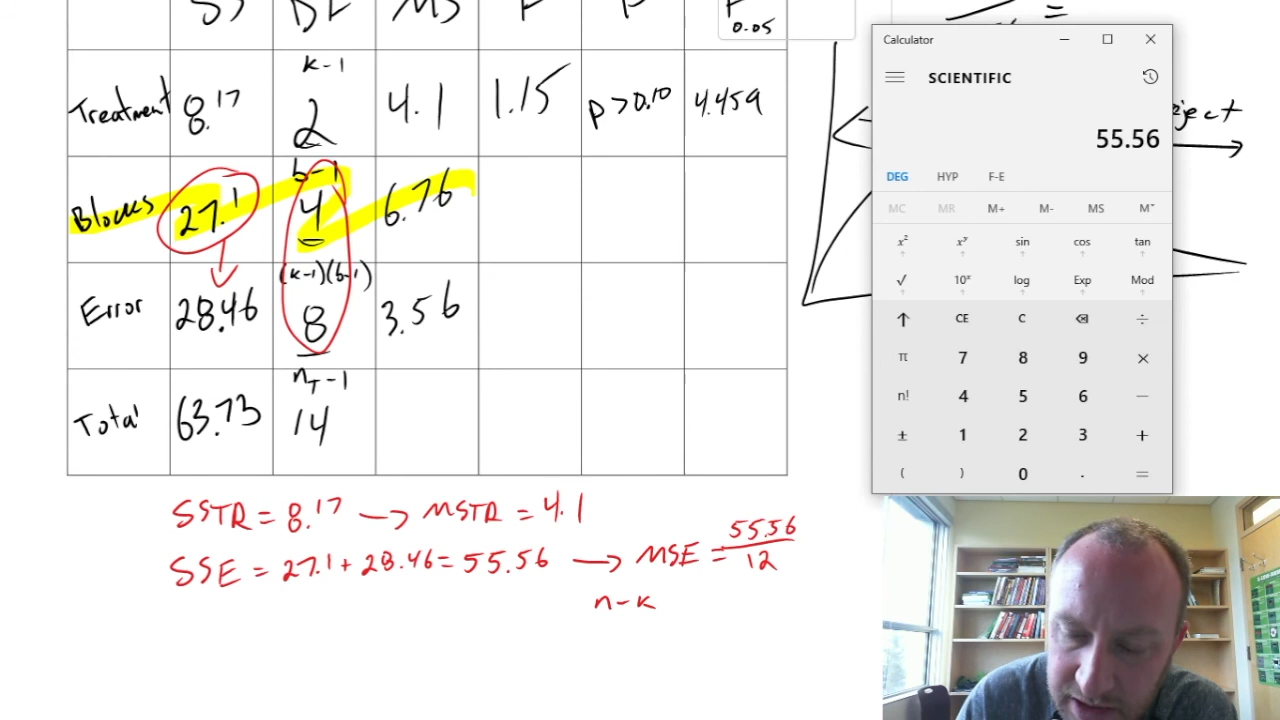 SS DF MS F P F
0.05
=
Calculator
SCIENTIFIC
55.56
DEG HYP F-E
MC MR M+ M- MS M˅
x² xʸ sin cos tan
√ 10ˣ log Exp Mod
↑ CE C ÷
π 7 8 9 ×
n! 4 5 6 −
± 1 2 3 +
( ) 0 . =
k-1
Treatment 8.17 2 4.1 1.15 p > 0.10 4.459
b-1
Blocks 27.1 4 6.76
(k-1)(b-1)
Error 28.46 8 3.56
nT-1
Total 63.73 14
SSTR = 8.17 → MSTR = 4.1
SSE = 27.1 + 28.46 = 55.56 → MSE = 55.56
12
n-k